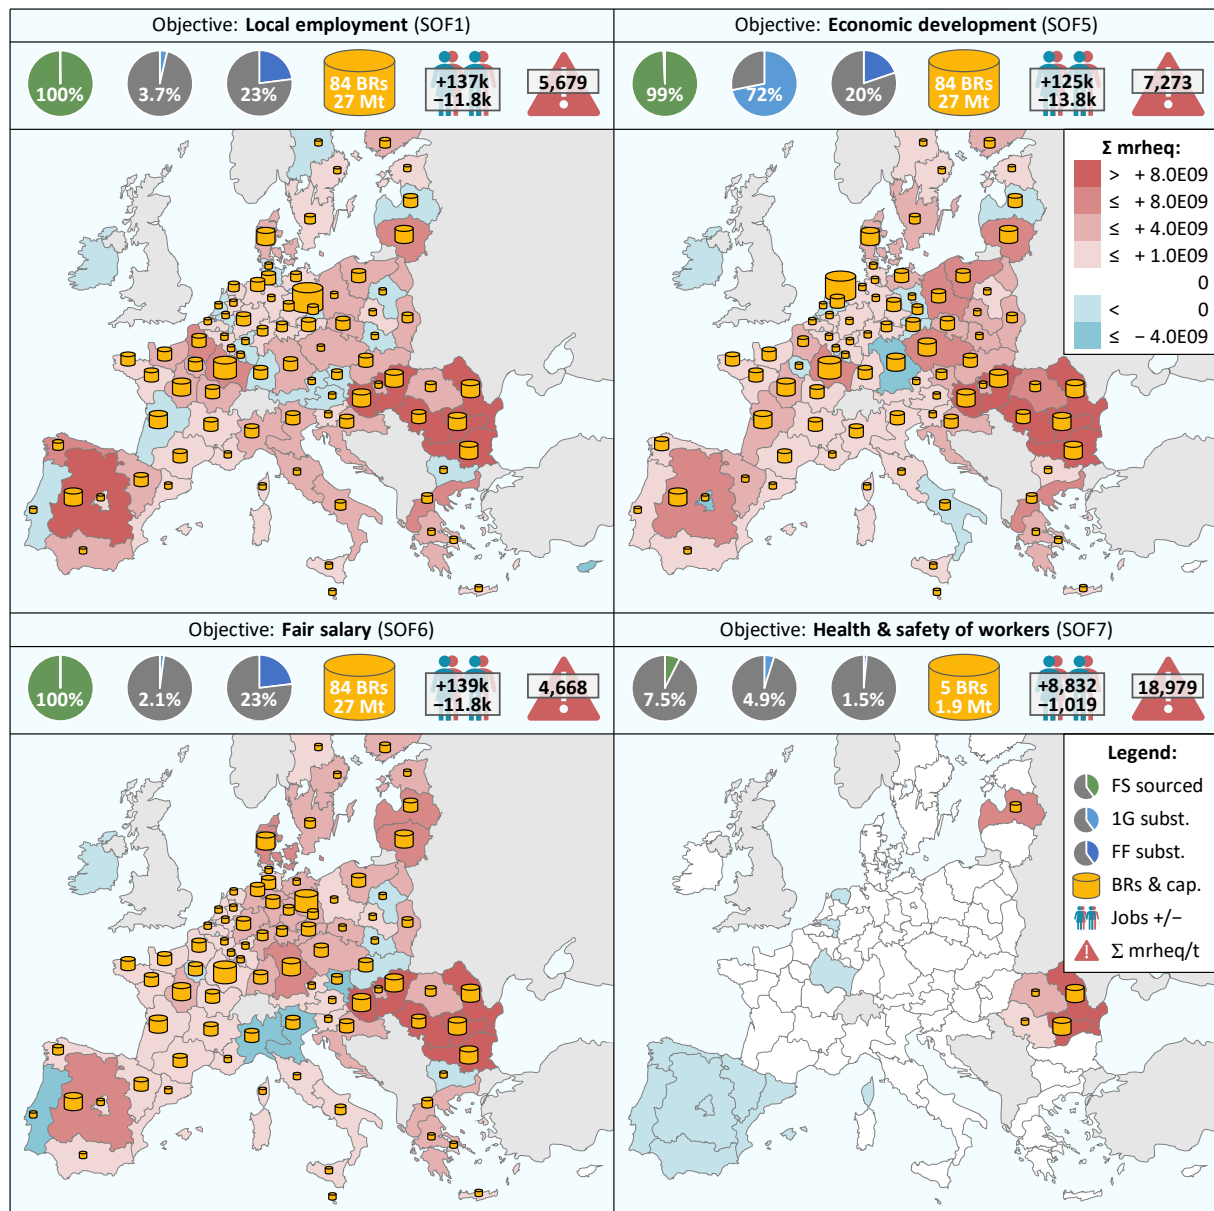 Objective: Local employment (SOF1)
100%
3.7%
23%
84 BRs
27 Mt
+137k
−11.8k
5,679
Objective: Economic development (SOF5)
99%
72%
20%
84 BRs
27 Mt
+125k
−13.8k
7,273
Σ mrheq:
> + 8.0E09
≤ + 8.0E09
≤ + 4.0E09
≤ + 1.0E09
0
< 0
≤ − 4.0E09
Objective: Fair salary (SOF6)
100%
2.1%
23%
84 BRs
27 Mt
+139k
−11.8k
4,668
Objective: Health & safety of workers (SOF7)
7.5%
4.9%
1.5%
5 BRs
1.9 Mt
+8,832
−1,019
18,979
Legend:
FS sourced
1G subst.
FF subst.
BRs & cap.
Jobs +/−
Σ mrheq/t